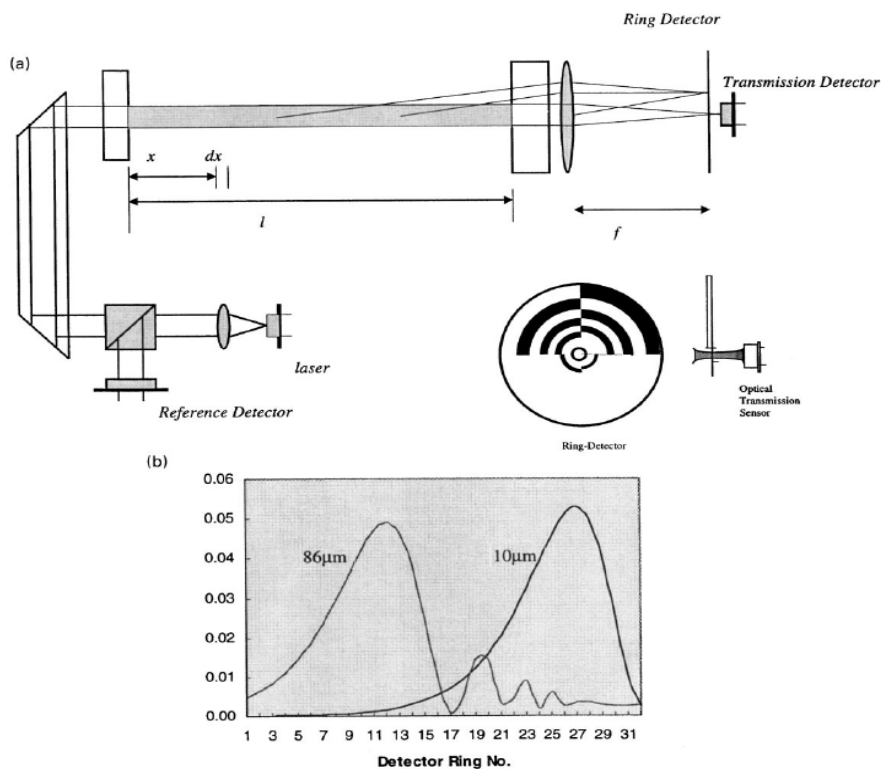 Ring Detector
(a)
Transmission Detector
x dx
l
f
laser
Reference Detector
Optical
Transmission
Sensor
Ring-Detector
(b)
0.06
0.05
86µm
10µm
0.04
0.03
0.02
0.01
0.00
1 3 5 7 9 11 13 15 17 19 21 23 25 27 29 31
Detector Ring No.